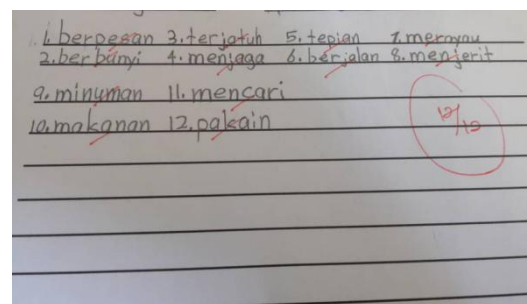 1. berpesan 3. terjatuh 5. tepian 7. merayau
2. berbunyi 4. menjaga 6. berjalan 8. menjerit
9. minuman 11. mencari
10. makanan 12. pakain
12/12